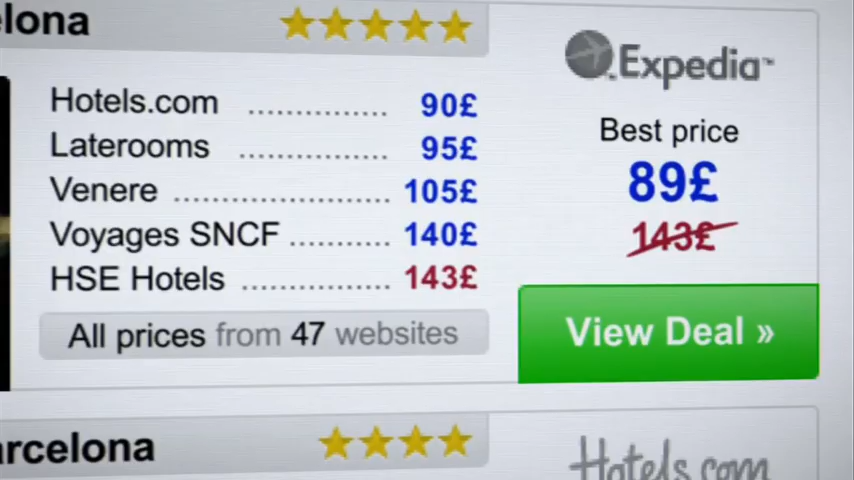 elona
Expedia™
Best price
89£
143£
View Deal »
Hotels.com .............. 90£
Laterooms ............... 95£
Venere ...................... 105£
Voyages SNCF .......... 140£
HSE Hotels ............... 143£
All prices from 47 websites
arcelona
Hotels.com